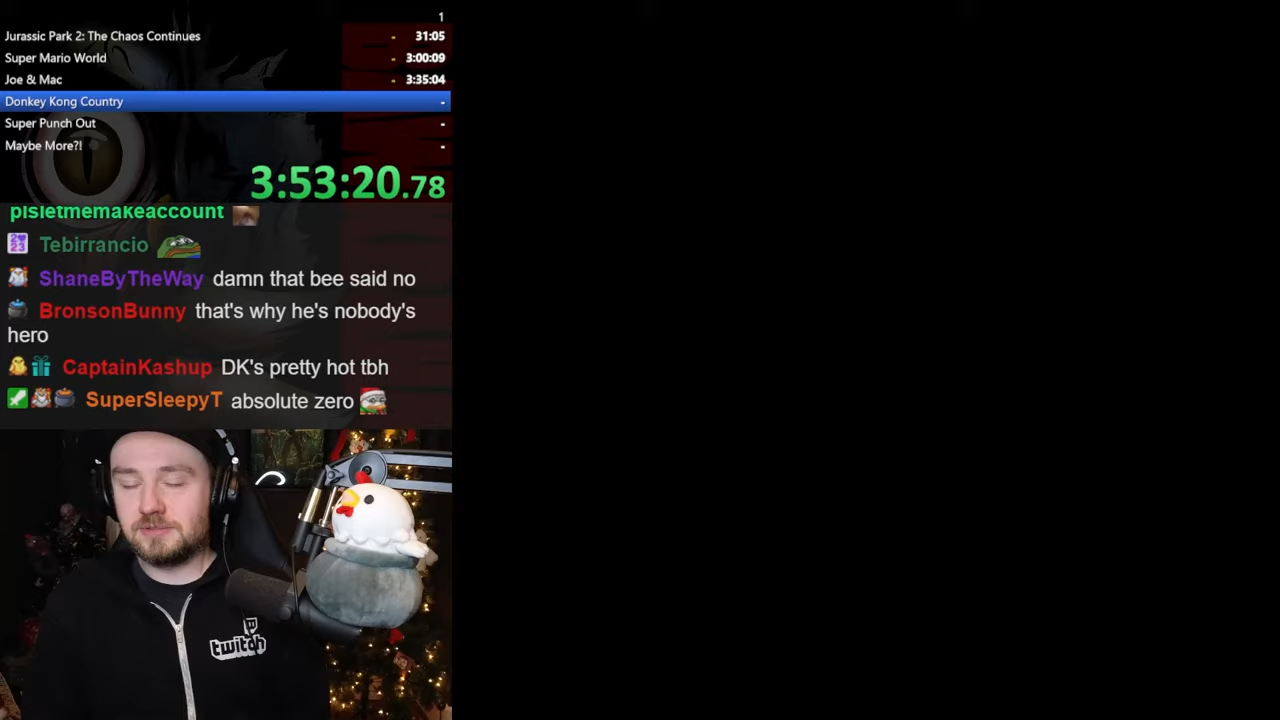 1
Jurassic Park 2: The Chaos Continues - 31:05
Super Mario World - 3:00:09
Joe & Mac - 3:35:04
Donkey Kong Country -
Super Punch Out -
Maybe More?! -
3:53:20.78
plsletmemakeaccount
Tebirrancio
ShaneByTheWay damn that bee said no
BronsonBunny that's why he's nobody's
hero
CaptainKashup DK's pretty hot tbh
SuperSleepyT absolute zero
twitch